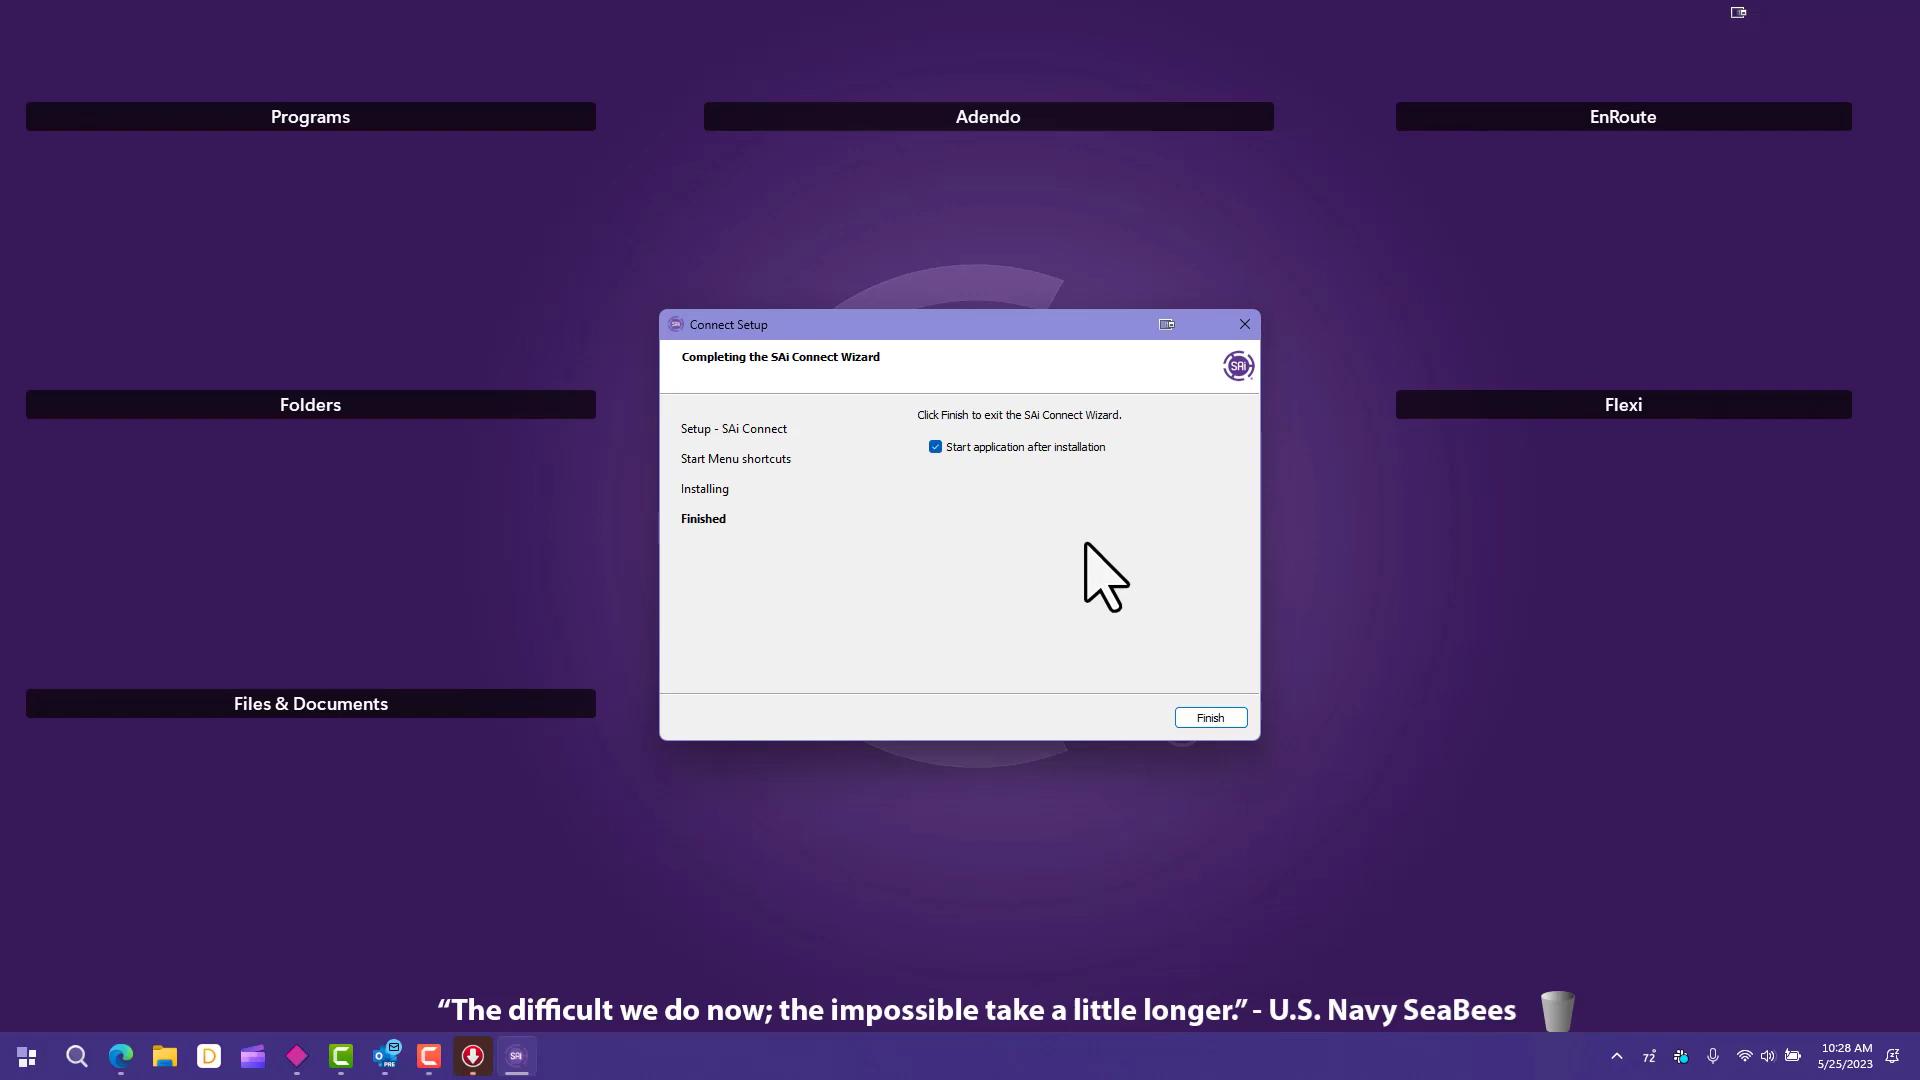 Programs
Adendo
EnRoute
Connect Setup
Completing the SAi Connect Wizard
SAi
Folders
Flexi
Click Finish to exit the SAi Connect Wizard.
Setup - SAi Connect
Start application after installation
Start Menu shortcuts
Installing
Finished
Files & Documents
Finish
“The difficult we do now; the impossible take a little longer.” - U.S. Navy SeaBees
D
PRE
SAi
72°
10:28 AM
5/25/2023